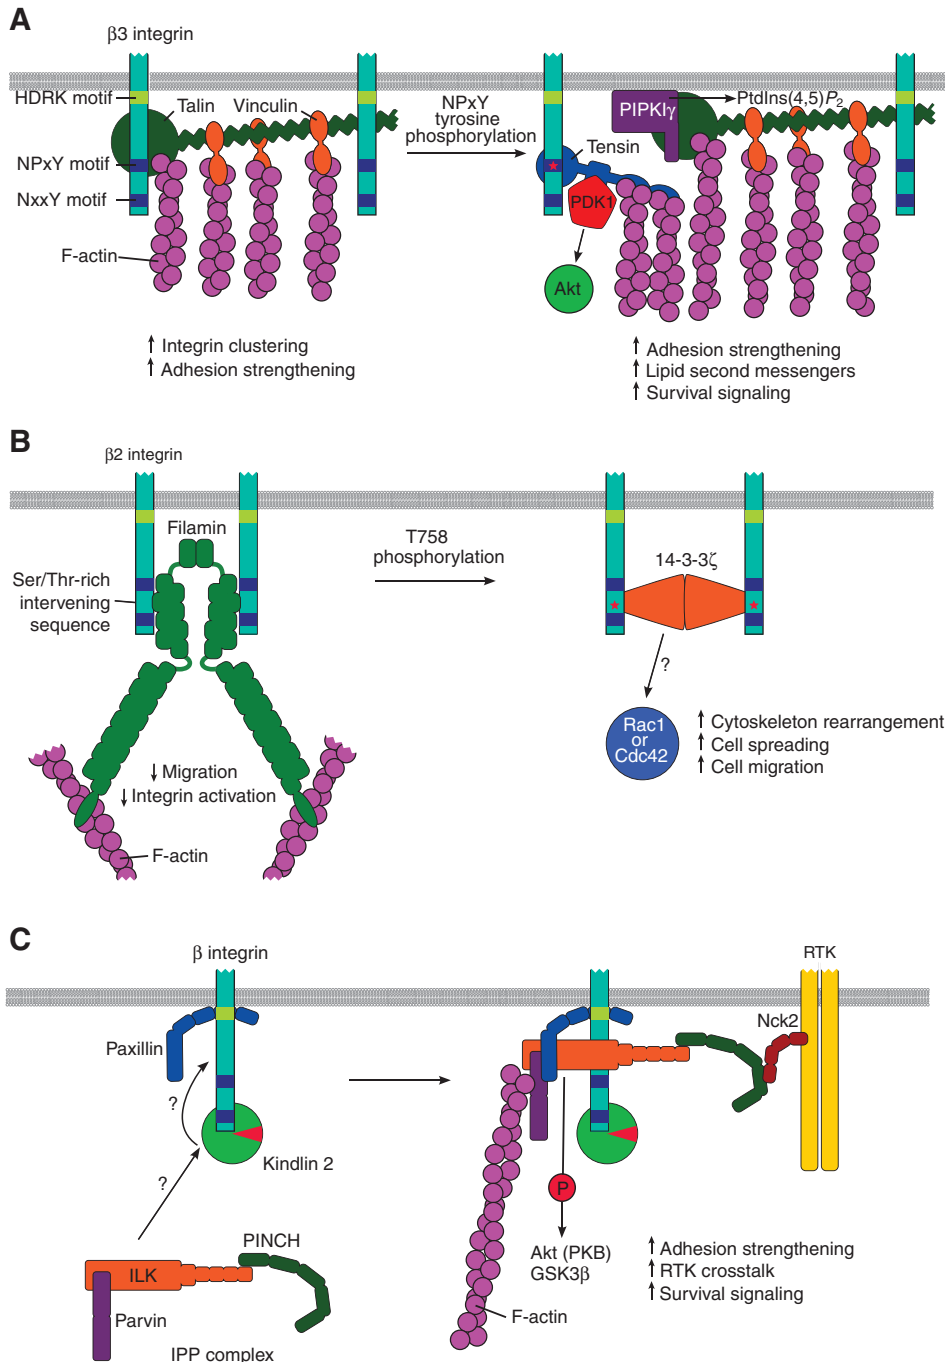 A
β3 integrin
HDRK motif
Talin
Vinculin
NPxY motif
NxxY motif
F-actin
NPxY
tyrosine
phosphorylation
PIPKIγ
PtdIns(4,5)P2
Tensin
PDK1
Akt
Integrin clustering
Adhesion strengthening
Adhesion strengthening
Lipid second messengers
Survival signaling
B
β2 integrin
Filamin
Ser/Thr-rich
intervening
sequence
T758
phosphorylation
14-3-3ζ
?
Rac1
or
Cdc42
Cytoskeleton rearrangement
Cell spreading
Cell migration
Migration
Integrin activation
F-actin
C
β integrin
Paxillin
?
Kindlin 2
?
PINCH
ILK
Parvin
IPP complex
RTK
Nck2
P
Akt (PKB)
GSK3β
F-actin
Adhesion strengthening
RTK crosstalk
Survival signaling